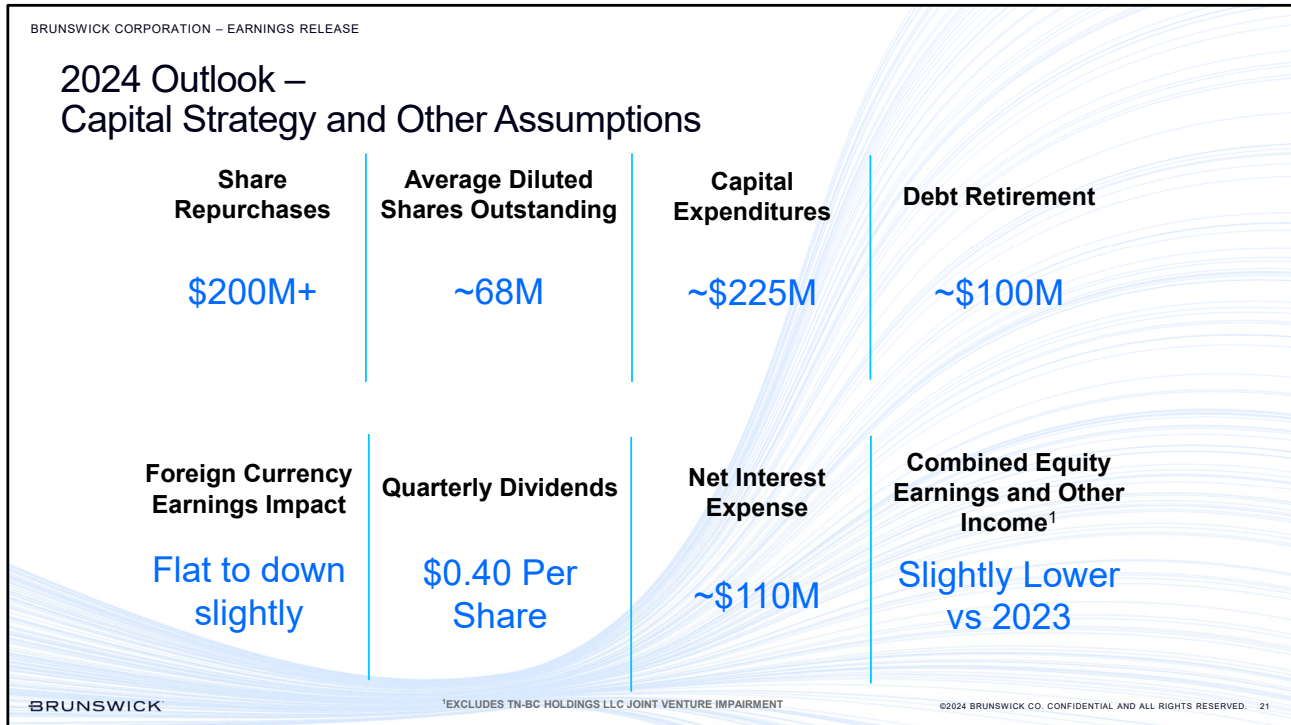 BRUNSWICK CORPORATION – EARNINGS RELEASE
2024 Outlook –
Capital Strategy and Other Assumptions
Share
Repurchases
$200M+
Average Diluted
Shares Outstanding
~68M
Capital
Expenditures
~$225M
Debt Retirement
~$100M
Foreign Currency
Earnings Impact
Flat to down
slightly
Quarterly Dividends
$0.40 Per
Share
Net Interest
Expense
~$110M
Combined Equity
Earnings and Other
Income¹
Slightly Lower
vs 2023
BRUNSWICK
¹EXCLUDES TN-BC HOLDINGS LLC JOINT VENTURE IMPAIRMENT
©2024 BRUNSWICK CO. CONFIDENTIAL AND ALL RIGHTS RESERVED. 21